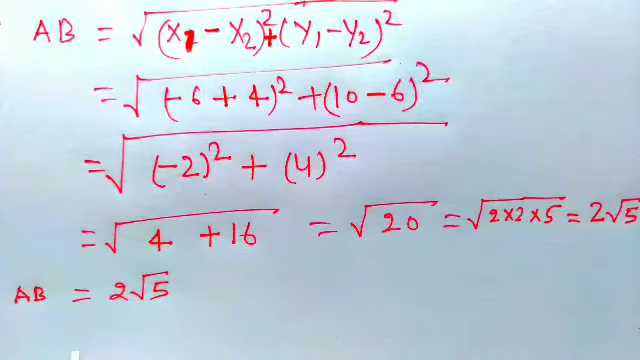 AB = √(X₁ - X₂)² + (Y₁ - Y₂)²
= √(-6 + 4)² + (10 - 6)²
= √(-2)² + (4)²
= √4 + 16 = √20 = √2×2×5 = 2√5
AB = 2√5